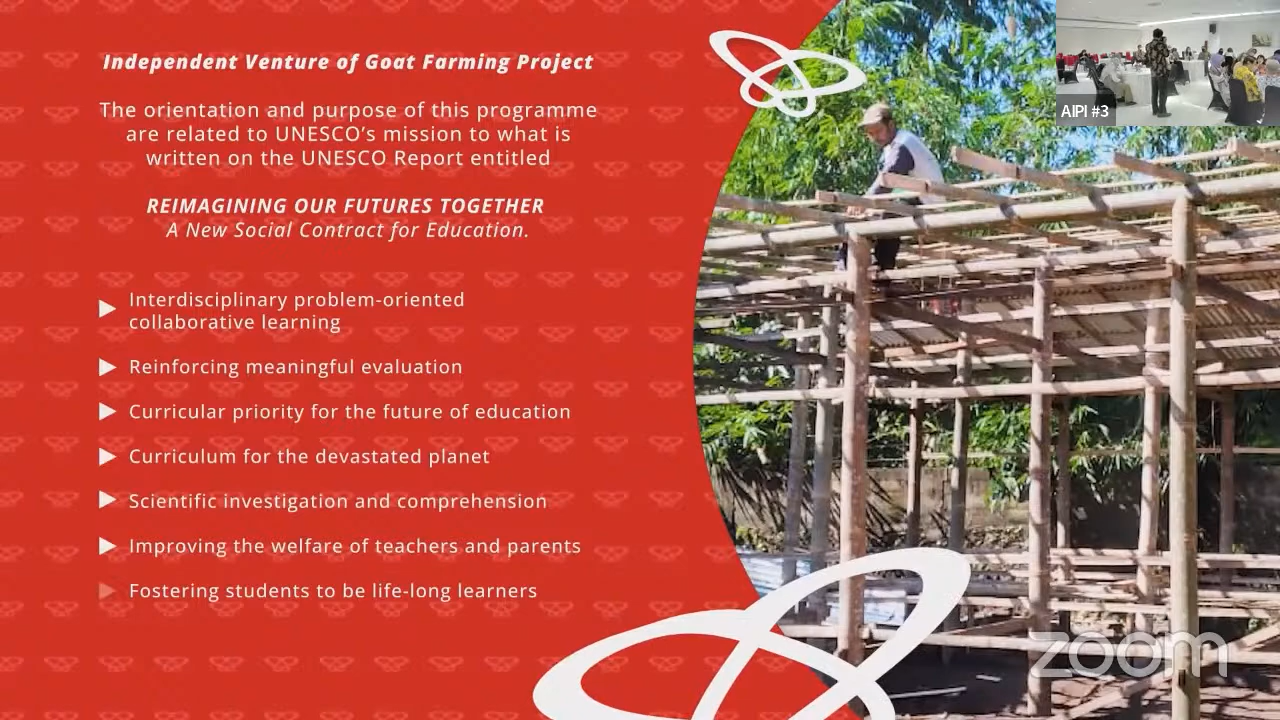 Independent Venture of Goat Farming Project
The orientation and purpose of this programme
are related to UNESCO's mission to what is
written on the UNESCO Report entitled
REIMAGINING OUR FUTURES TOGETHER
A New Social Contract for Education.
Interdisciplinary problem-oriented
collaborative learning
Reinforcing meaningful evaluation
Curricular priority for the future of education
Curriculum for the devastated planet
Scientific investigation and comprehension
Improving the welfare of teachers and parents
Fostering students to be life-long learners
AIPI #3
zoom